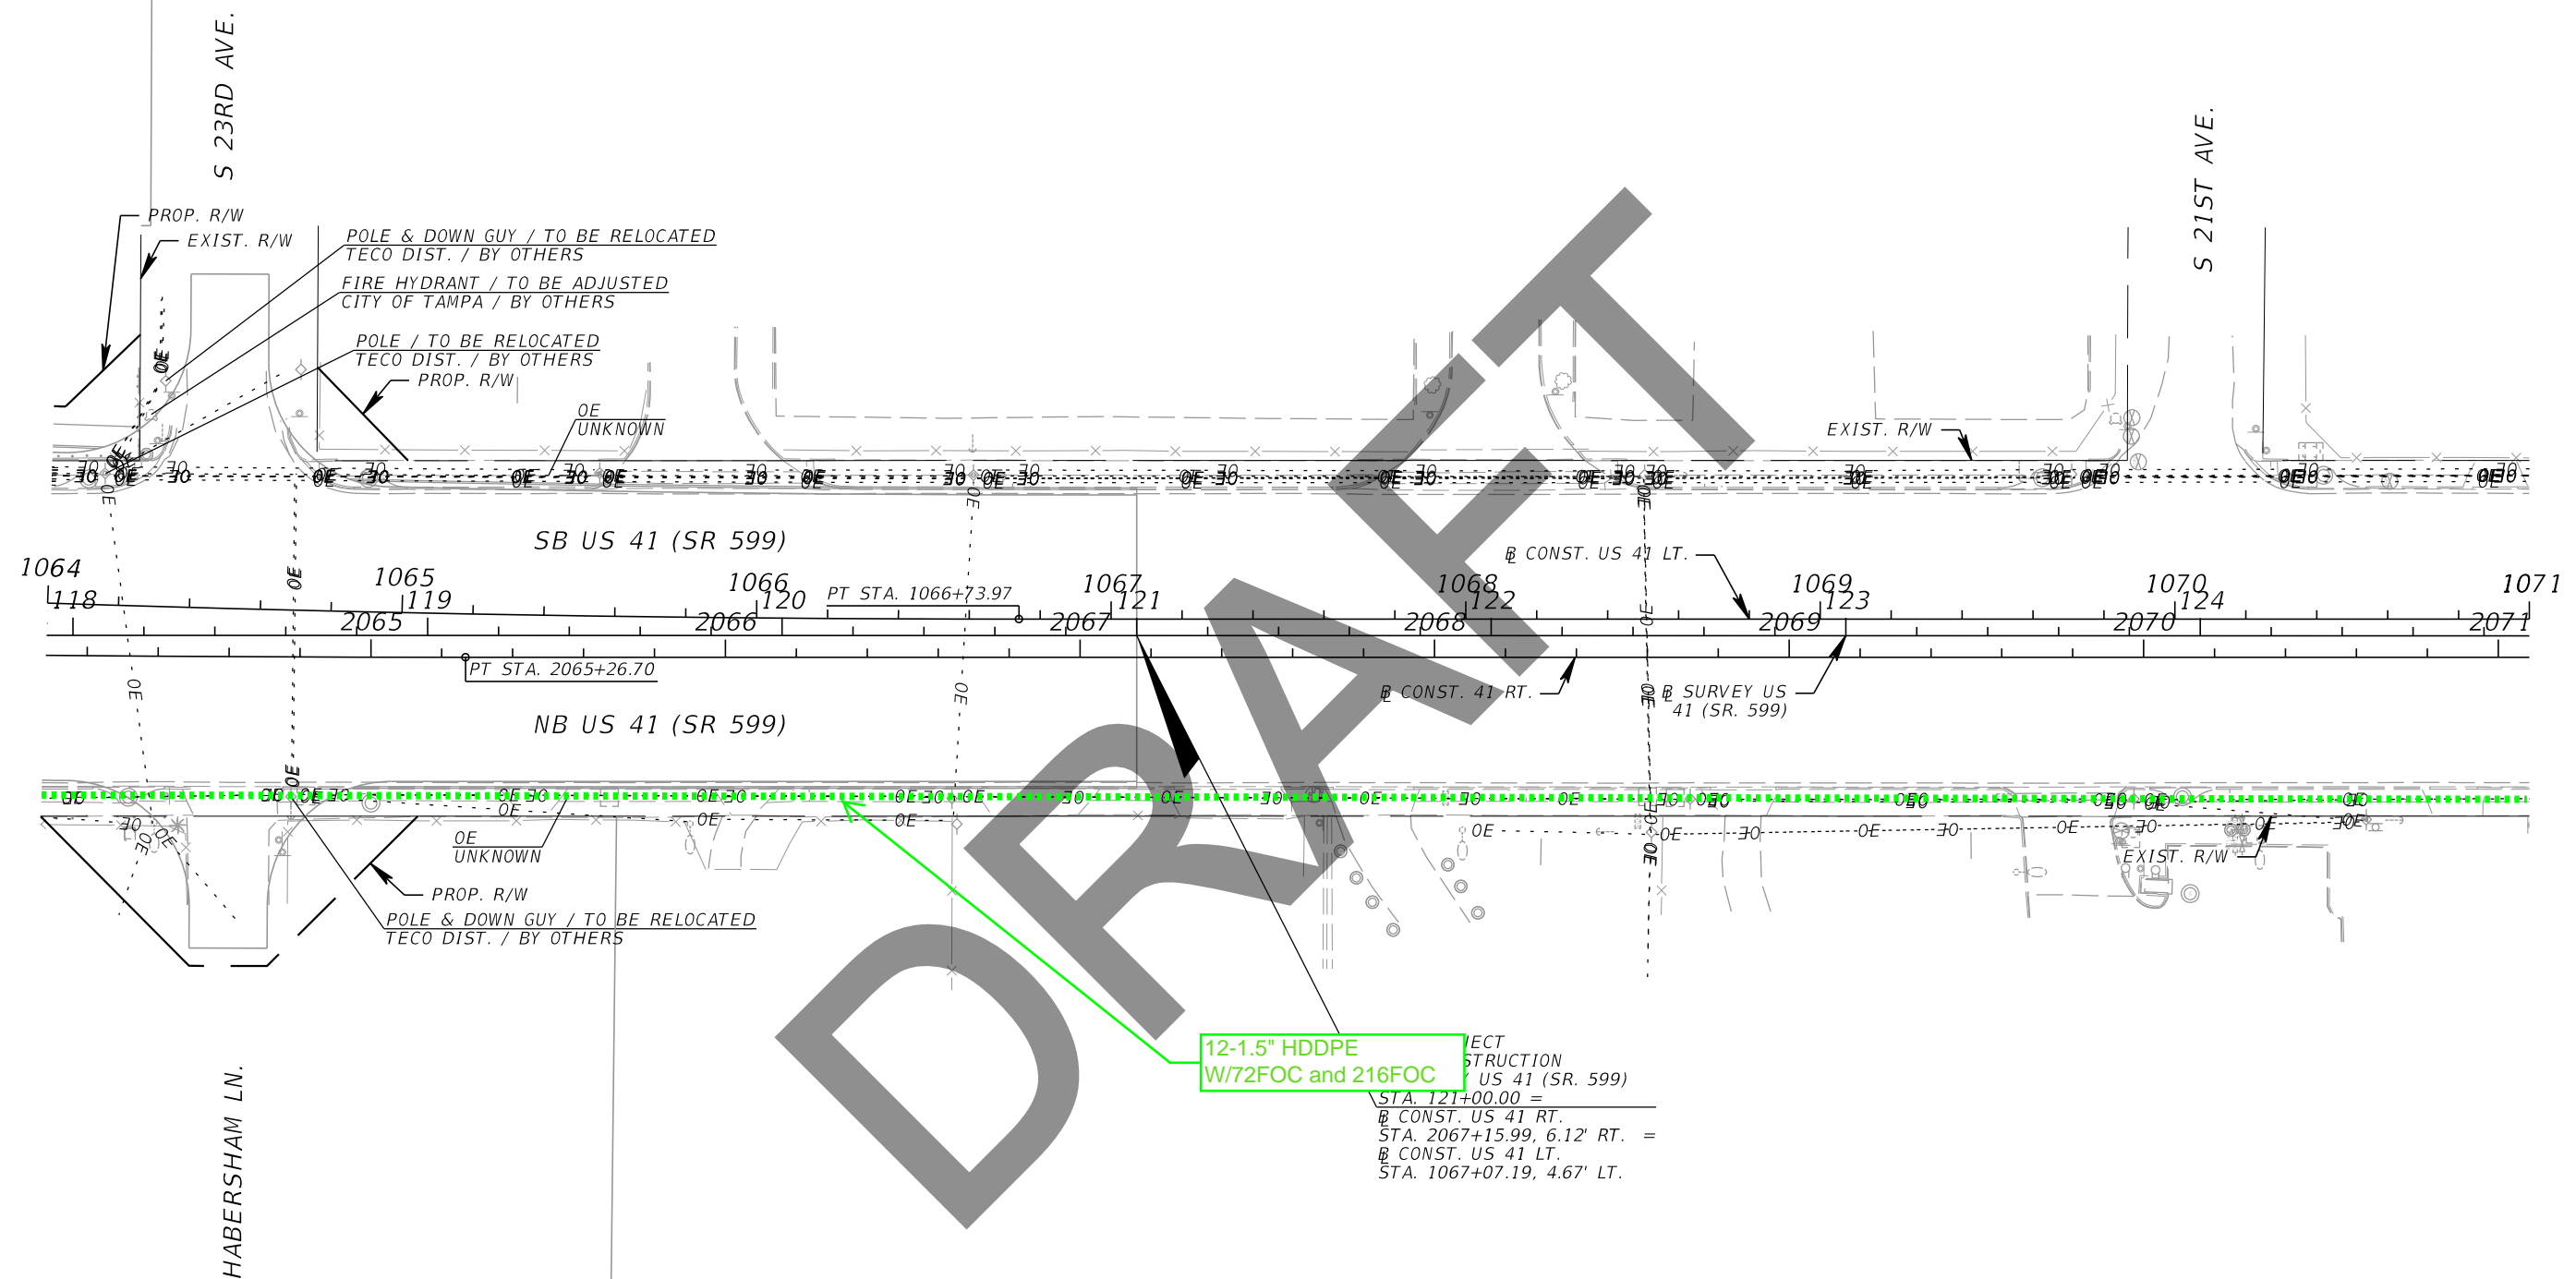 S 23RD AVE.
S 21ST AVE.
PROP. R/W
EXIST. R/W
POLE & DOWN GUY / TO BE RELOCATED
TECO DIST. / BY OTHERS
FIRE HYDRANT / TO BE ADJUSTED
CITY OF TAMPA / BY OTHERS
POLE / TO BE RELOCATED
TECO DIST. / BY OTHERS
PROP. R/W
OE
UNKNOWN
EXIST. R/W
SB US 41 (SR 599)
B CONST. US 41 LT.
1064 1065 1066 1067 1068 1069 1070 1071
PT STA. 1066+73.97
118 119 120 121 122 123 124
2065 2066 2067 2068 2069 2070 2071
PT STA. 2065+26.70
B CONST. 41 RT.
B SURVEY US
41 (SR. 599)
NB US 41 (SR 599)
OE
UNKNOWN
EXIST. R/W
PROP. R/W
POLE & DOWN GUY / TO BE RELOCATED
TECO DIST. / BY OTHERS
DRAFT
12-1.5" HDDPE
W/72FOC and 216FOC
US 41 (SR. 599)
STA. 121+00.00 =
B CONST. US 41 RT.
STA. 2067+15.99, 6.12' RT. =
B CONST. US 41 LT.
STA. 1067+07.19, 4.67' LT.
HABERSHAM LN.